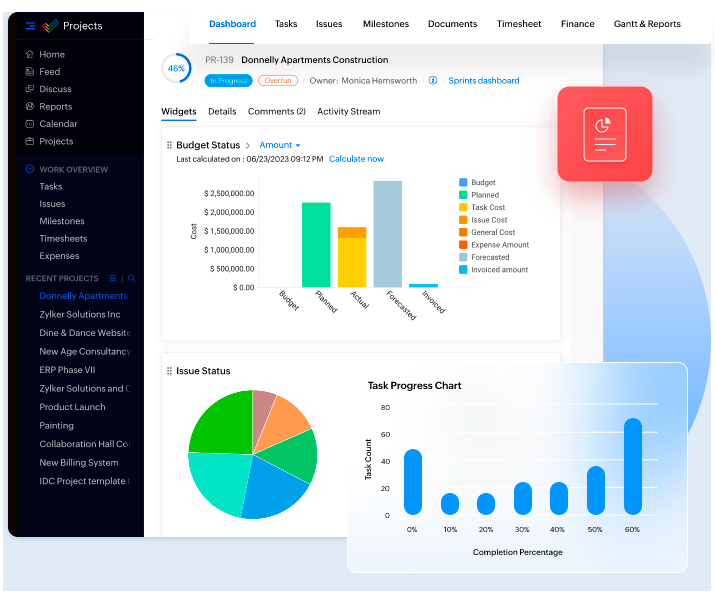 Projects
Dashboard Tasks Issues Milestones Documents Timesheet Finance Gantt & Reports
Home
Feed
Discuss
Reports
Calendar
Projects
WORK OVERVIEW
Tasks
Issues
Milestones
Timesheets
Expenses
RECENT PROJECTS
Donnelly Apartments
Zylker Solutions Inc
Dine & Dance Website
New Age Consultancy
ERP Phase VII
Zylker Solutions and C
Product Launch
Painting
Collaboration Hall Co
New Billing System
IDC Project template
46%
PR-139 Donnelly Apartments Construction
In Progress Overrun Owner: Monica Hemsworth Sprints dashboard
Widgets Details Comments (2) Activity Stream
Budget Status > Amount
Last calculated on : 06/23/2023 09:12 PM Calculate now
Cost
$ 2,500,000.00
$ 2,000,000.00
$ 1,500,000.00
$ 1,000,000.00
$ 500,000.00
$ 0.00
Budget Planned Actual Forecasted Invoiced
Budget
Planned
Task Cost
Issue Cost
General Cost
Expense Amount
Forecasted
Invoiced amount
Issue Status
Task Progress Chart
Task Count
80
60
40
20
0
0% 10% 20% 30% 40% 50% 60%
Completion Percentage